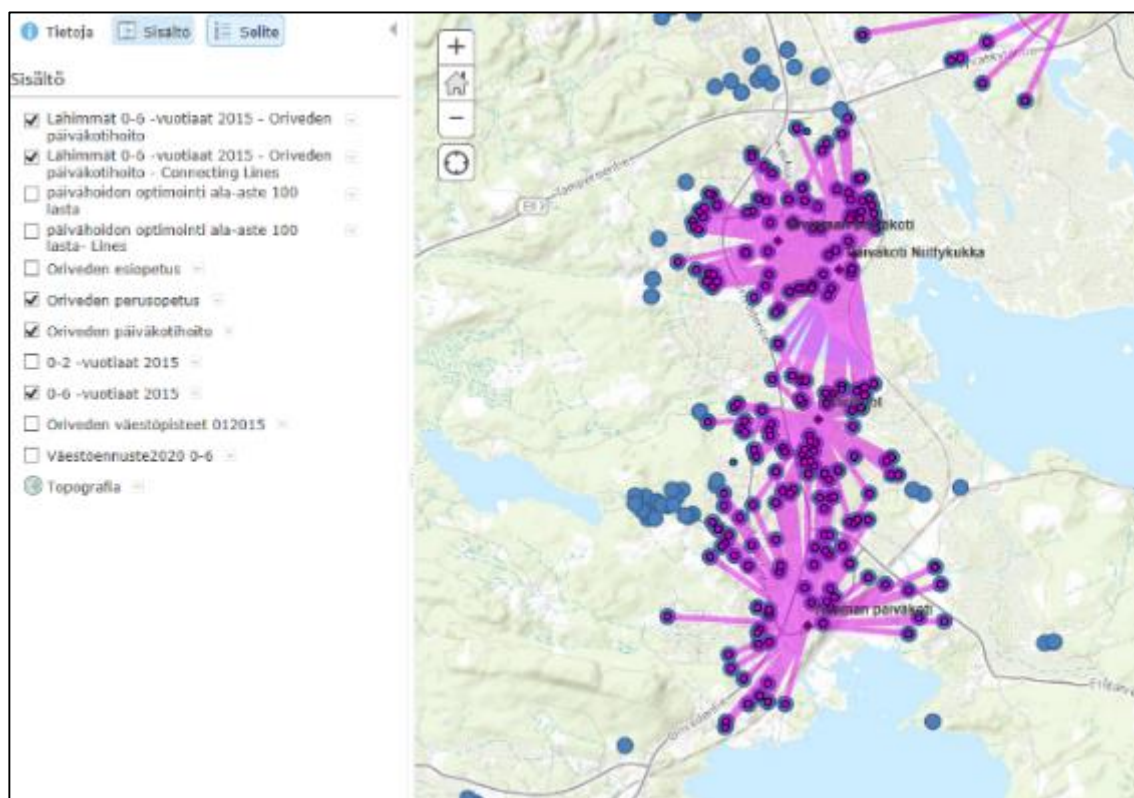 Tietoja Sisältö Selite
Sisältö
Lähimmät 0-6 -vuotiaat 2015 - Oriveden
päiväkotihoito
Lähimmät 0-6 -vuotiaat 2015 - Oriveden
päiväkotihoito - Connecting Lines
päivähoidon optimointi ala-aste 100
lasta
päivähoidon optimointi ala-aste 100
lasta- Lines
Oriveden esiopetus
Oriveden perusopetus
Oriveden päiväkotihoito
0-2 -vuotiaat 2015
0-6 -vuotiaat 2015
Oriveden väestöpisteet 012015
Väestöennuste2020 0-6
Topografia
+
−
Päiväkoti Niittykukka
päiväkoti